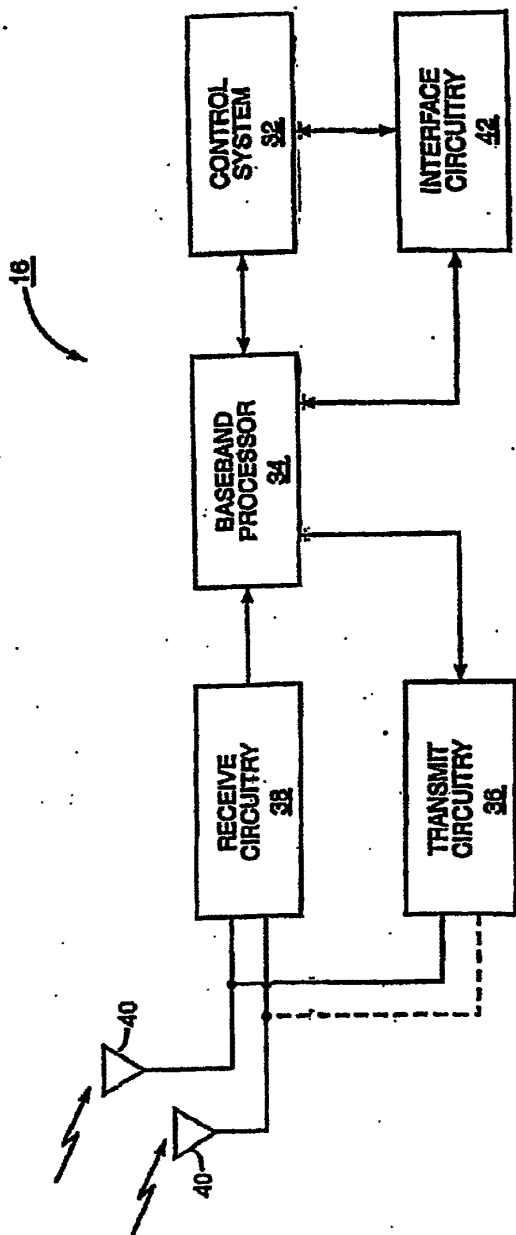 16
CONTROL
SYSTEM
32
INTERFACE
CIRCUITRY
42
BASEBAND
PROCESSOR
34
RECEIVE
CIRCUITRY
38
TRANSMIT
CIRCUITRY
36
40
40